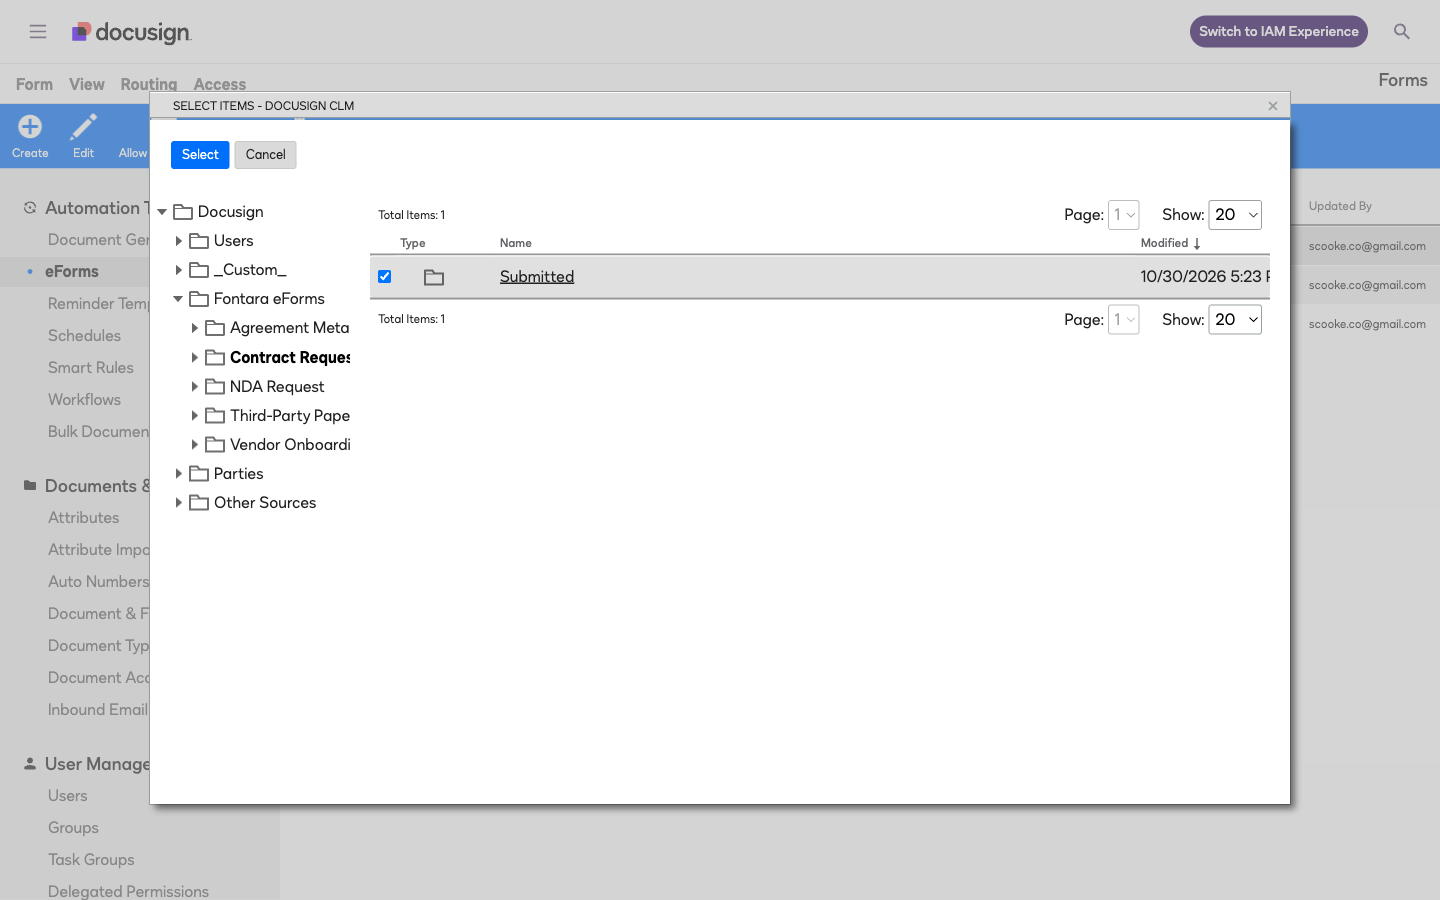 docusign
Switch to IAM Experience
Form View Routing Access
Forms
SELECT ITEMS - DOCUSIGN CLM
Create
Edit
Allow
Select
Cancel
Automation T
Document Ger
eForms
Reminder Temp
Schedules
Smart Rules
Workflows
Bulk Documen
Documents &
Attributes
Attribute Impo
Auto Numbers
Document & F
Document Typ
Document Acc
Inbound Email
User Manage
Users
Groups
Task Groups
Delegated Permissions
Docusign
Users
_Custom_
Fontara eForms
Agreement Meta
Contract Reques
NDA Request
Third-Party Pape
Vendor Onboardi
Parties
Other Sources
Total Items: 1
Page: 1 Show: 20
Type Name Modified
Submitted 10/30/2026 5:23 P
Total Items: 1
Page: 1 Show: 20
Updated By
scooke.co@gmail.com
scooke.co@gmail.com
scooke.co@gmail.com